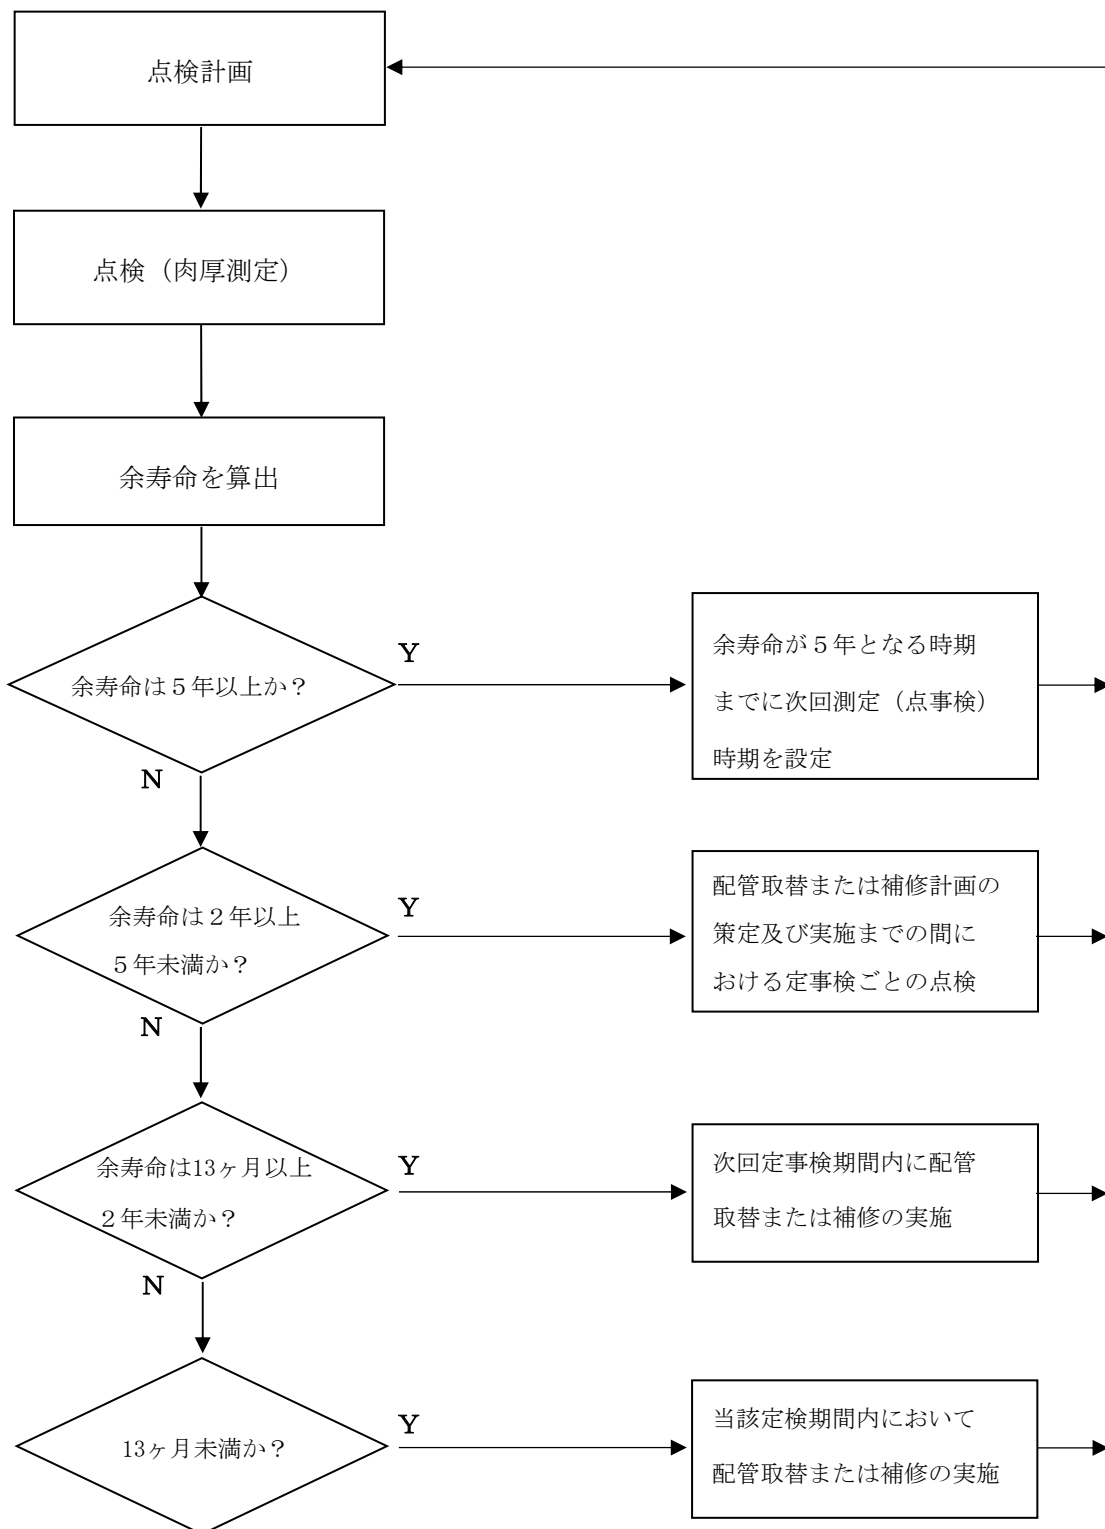 点検計画
点検（肉厚測定）
余寿命を算出
余寿命は５年以上か？
Y
余寿命が５年となる時期
までに次回測定（点事検）
時期を設定
N
余寿命は２年以上
５年未満か？
Y
配管取替または補修計画の
策定及び実施までの間に
おける定事検ごとの点検
N
余寿命は13ヶ月以上
２年未満か？
Y
次回定事検期間内に配管
取替または補修の実施
N
13ヶ月未満か？
Y
当該定検期間内において
配管取替または補修の実施